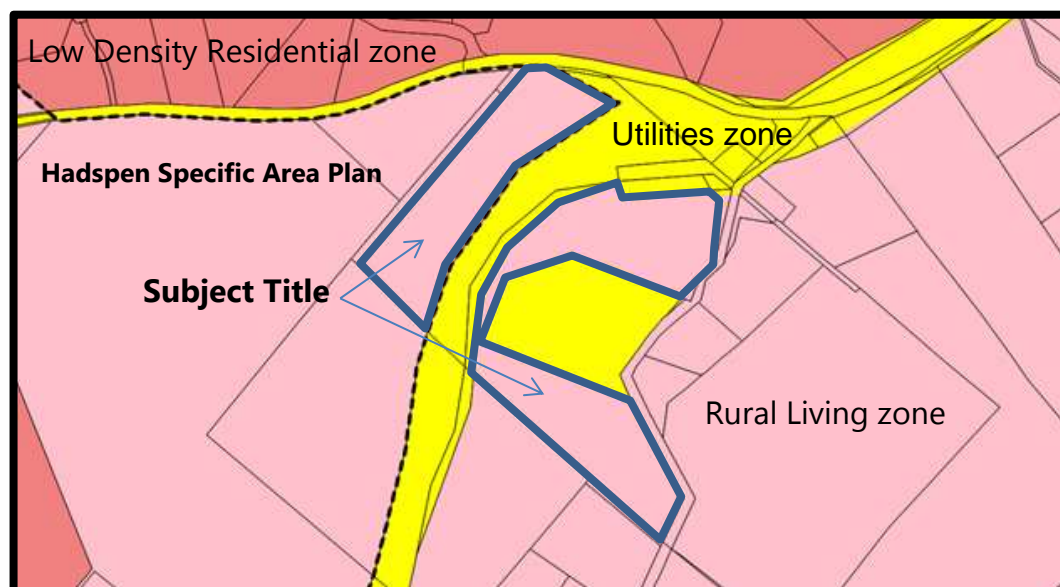 Low Density Residential zone
Utilities zone
Hadspen Specific Area Plan
Subject Title
Rural Living zone